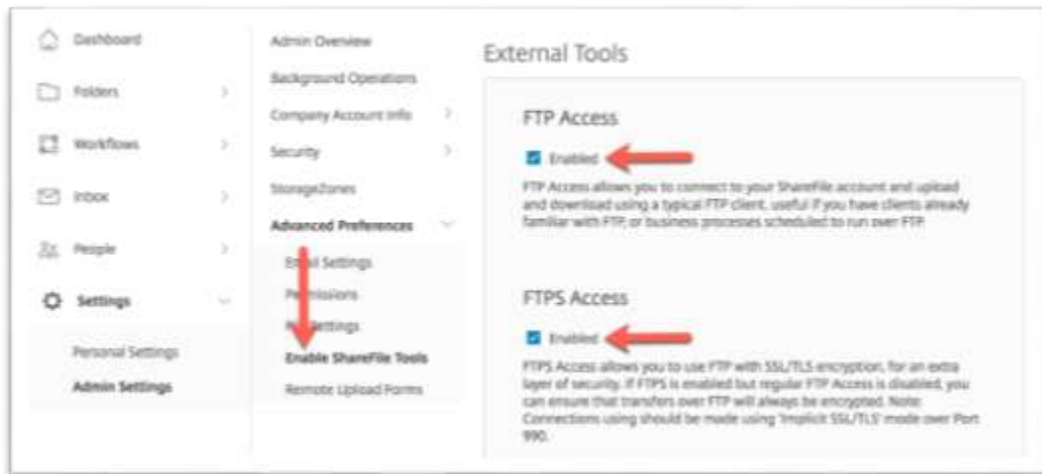 Dashboard
Folders
Workflows
Inbox
People
Settings
Personal Settings
Admin Settings
Admin Overview
Background Operations
Company Account Info
Security
StorageZones
Advanced Preferences
Email Settings
Permissions
Settings
Enable ShareFile Tools
Remote Upload Forms
External Tools
FTP Access
Enabled
FTP Access allows you to connect to your ShareFile account and upload
and download using a typical FTP client, useful if you have clients already
familiar with FTP, or business processes scheduled to run over FTP.
FTPS Access
Enabled
FTPS Access allows you to use FTP with SSL/TLS encryption, for an extra
layer of security. If FTPS is enabled but regular FTP Access is disabled, you
can ensure that transfers over FTP will always be encrypted. Note:
Connections using should be made using 'Implicit SSL/TLS' mode over Port
990.